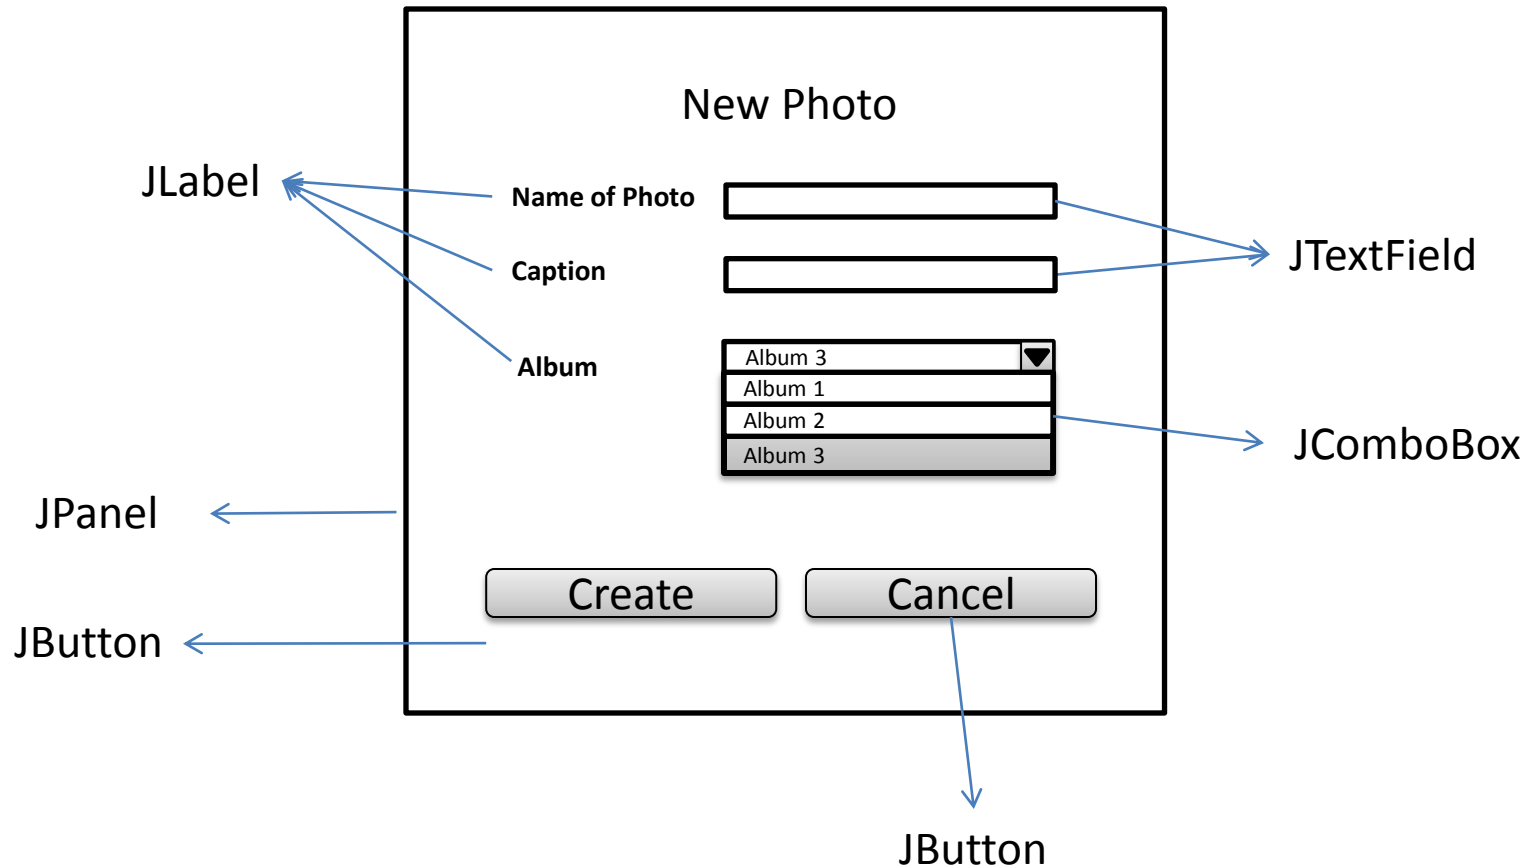 New Photo
JLabel
Name of Photo
JTextField
Caption
Album
Album 3
Album 1
Album 2
Album 3
JComboBox
JPanel
Create
Cancel
JButton
JButton